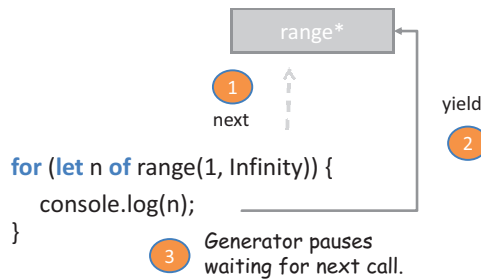 range*
1
next
yield
2
for (let n of range(1, Infinity)) {
console.log(n);
}
3
Generator pauses
waiting for next call.